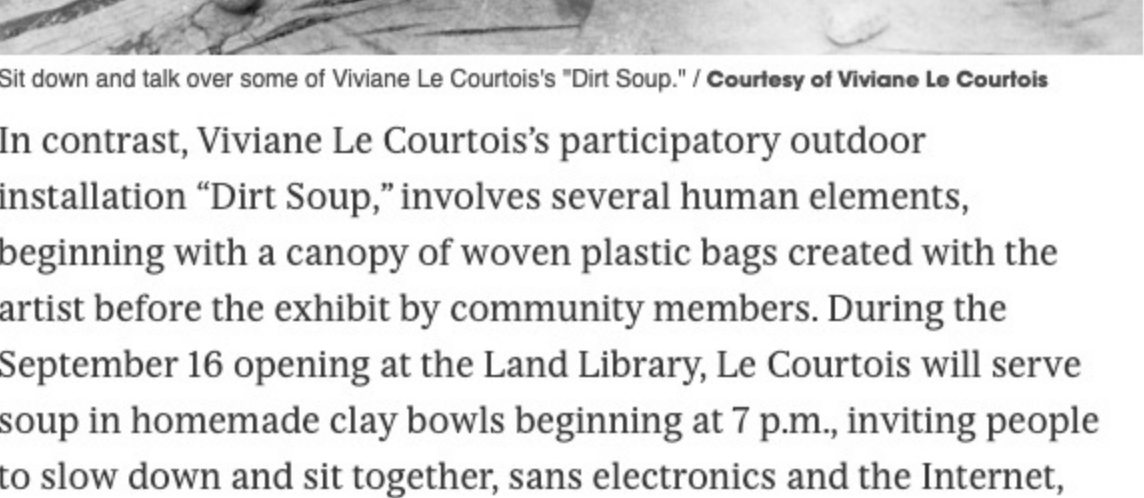 Sit down and talk over some of Viviane Le Courtois's "Dirt Soup." / Courtesy of Viviane Le Courtois
In contrast, Viviane Le Courtois’s participatory outdoor
installation “Dirt Soup,” involves several human elements,
beginning with a canopy of woven plastic bags created with the
artist before the exhibit by community members. During the
September 16 opening at the Land Library, Le Courtois will serve
soup in homemade clay bowls beginning at 7 p.m., inviting people
to slow down and sit together, sans electronics and the Internet,